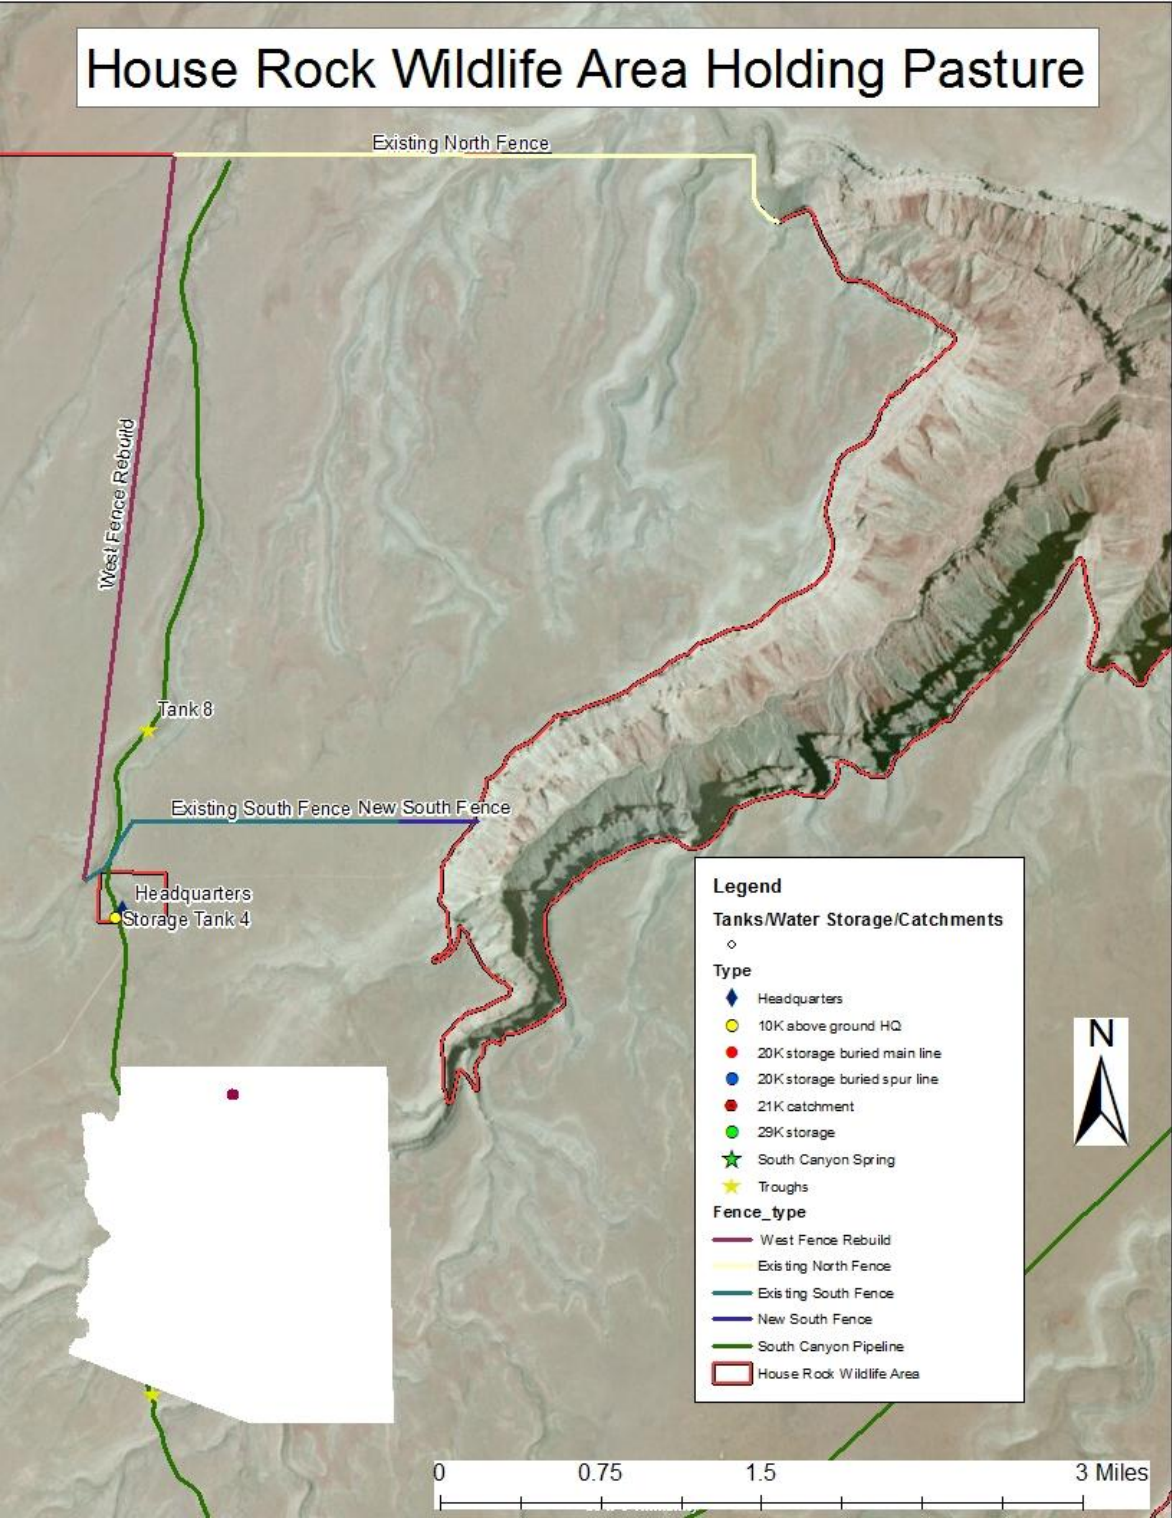 House Rock Wildlife Area Holding Pasture
Existing North Fence
West Fence Rebuild
Tank 8
Existing South Fence
New South Fence
Headquarters
Storage Tank 4
Legend
Tanks/Water Storage/Catchments
Type
Headquarters
10K above ground HQ
20K storage buried main line
20K storage buried spur line
21K catchment
29K storage
South Canyon Spring
Troughs
Fence_type
West Fence Rebuild
Existing North Fence
Existing South Fence
New South Fence
South Canyon Pipeline
House Rock Wildlife Area
N
0 0.75 1.5 3 Miles